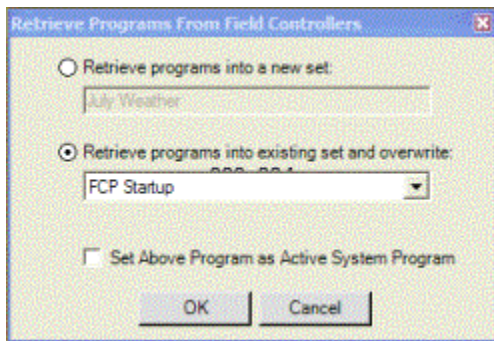 Retrieve Programs From Field Controllers
Retrieve programs into a new set:
July Weather
Retrieve programs into existing set and overwrite:
FCP Startup
Set Above Program as Active System Program
OK Cancel